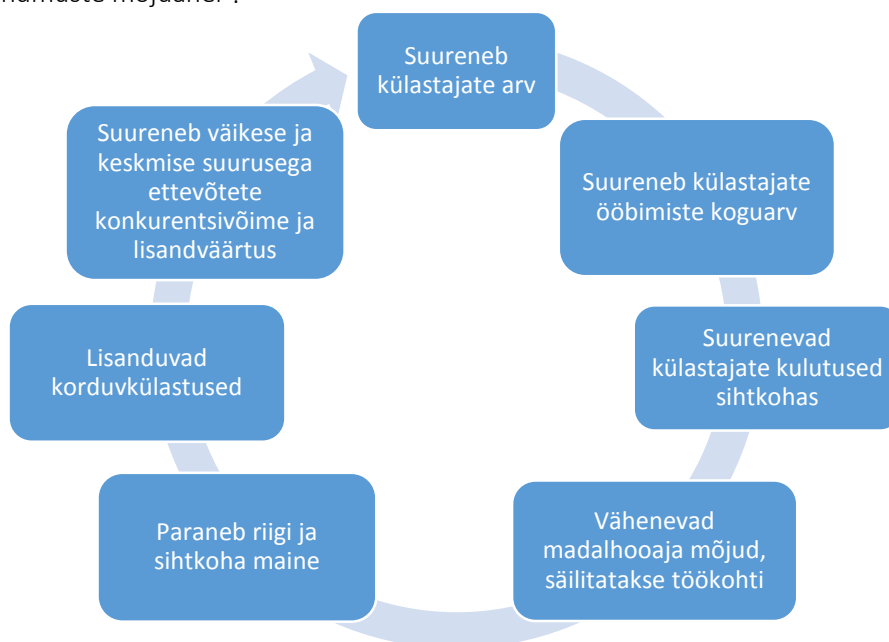 Suureneb
külastajate arv
Suureneb külastajate
ööbimiste koguarv
Suurenevad
külastajate kulutused
sihtkohas
Vähenevad
madalhooaja mõjud,
säilitatakse töökohti
Paraneb riigi ja
sihtkoha maine
Lisanduvad
korduvkülastused
Suureneb väikese ja
keskmise suurusega
ettevõtete
konkurentsivõime ja
lisandväärtus